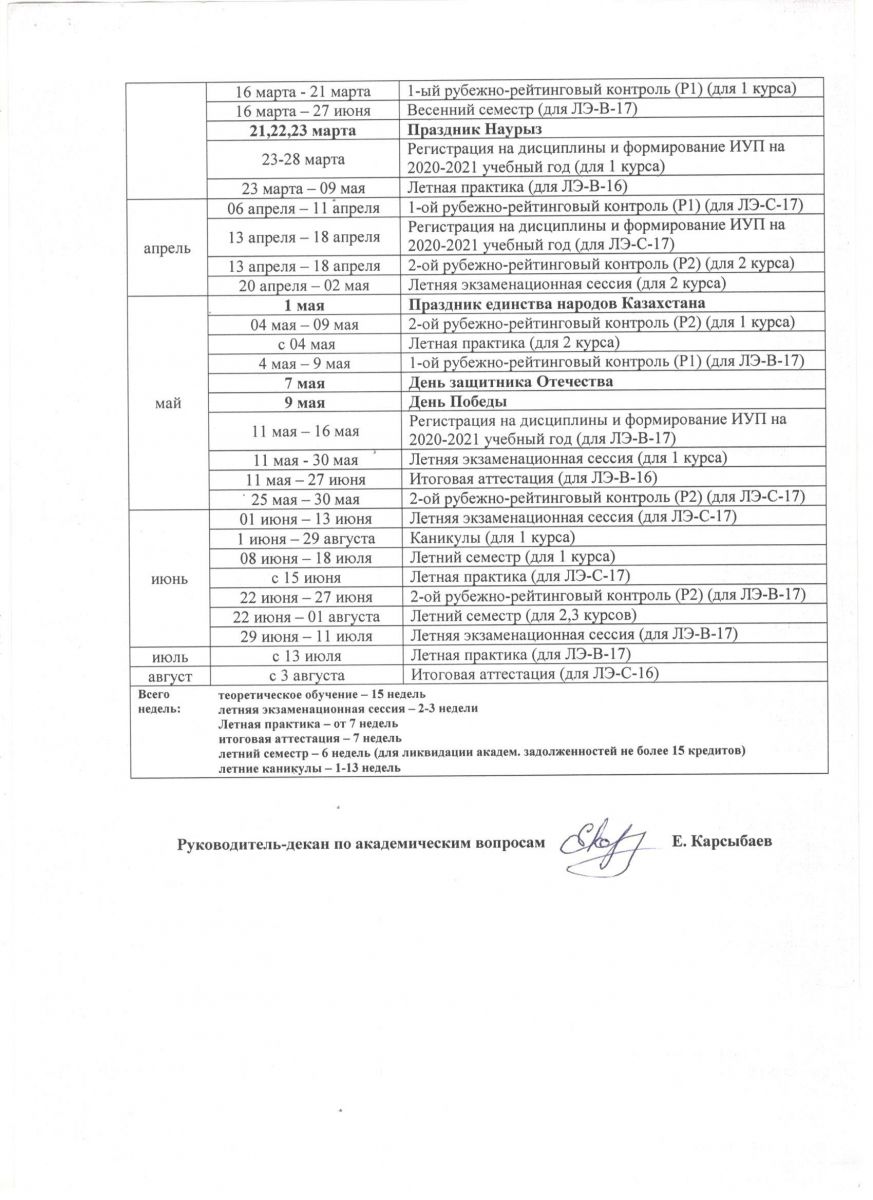 16 марта - 21 марта 1-ый рубежно-рейтинговый контроль (Р1) (для 1 курса)
16 марта – 27 июня Весенний семестр (для ЛЭ-В-17)
21,22,23 марта Праздник Наурыз
23-28 марта Регистрация на дисциплины и формирование ИУП на
2020-2021 учебный год (для 1 курса)
23 марта – 09 мая Летная практика (для ЛЭ-В-16)
апрель
06 апреля – 11 апреля 1-ой рубежно-рейтинговый контроль (Р1) (для ЛЭ-С-17)
13 апреля – 18 апреля Регистрация на дисциплины и формирование ИУП на
2020-2021 учебный год (для ЛЭ-С-17)
13 апреля – 18 апреля 2-ой рубежно-рейтинговый контроль (Р2) (для 2 курса)
20 апреля – 02 мая Летняя экзаменационная сессия (для 2 курса)
май
1 мая Праздник единства народов Казахстана
04 мая – 09 мая 2-ой рубежно-рейтинговый контроль (Р2) (для 1 курса)
с 04 мая Летная практика (для 2 курса)
4 мая – 9 мая 1-ой рубежно-рейтинговый контроль (Р1) (для ЛЭ-В-17)
7 мая День защитника Отечества
9 мая День Победы
11 мая – 16 мая Регистрация на дисциплины и формирование ИУП на
2020-2021 учебный год (для ЛЭ-В-17)
11 мая - 30 мая Летняя экзаменационная сессия (для 1 курса)
11 мая – 27 июня Итоговая аттестация (для ЛЭ-В-16)
25 мая – 30 мая 2-ой рубежно-рейтинговый контроль (Р2) (для ЛЭ-С-17)
июнь
01 июня – 13 июня Летняя экзаменационная сессия (для ЛЭ-С-17)
1 июня – 29 августа Каникулы (для 1 курса)
08 июня – 18 июля Летний семестр (для 1 курса)
с 15 июня Летная практика (для ЛЭ-С-17)
22 июня – 27 июня 2-ой рубежно-рейтинговый контроль (Р2) (для ЛЭ-В-17)
22 июня – 01 августа Летний семестр (для 2,3 курсов)
29 июня – 11 июля Летняя экзаменационная сессия (для ЛЭ-В-17)
июль с 13 июля Летная практика (для ЛЭ-В-17)
август с 3 августа Итоговая аттестация (для ЛЭ-С-16)
Всего теоретическое обучение – 15 недель
недель: летняя экзаменационная сессия – 2-3 недели
Летная практика – от 7 недель
итоговая аттестация – 7 недель
летний семестр – 6 недель (для ликвидации академ. задолженностей не более 15 кредитов)
летние каникулы – 1-13 недель
Руководитель-декан по академическим вопросам Е. Карсыбаев